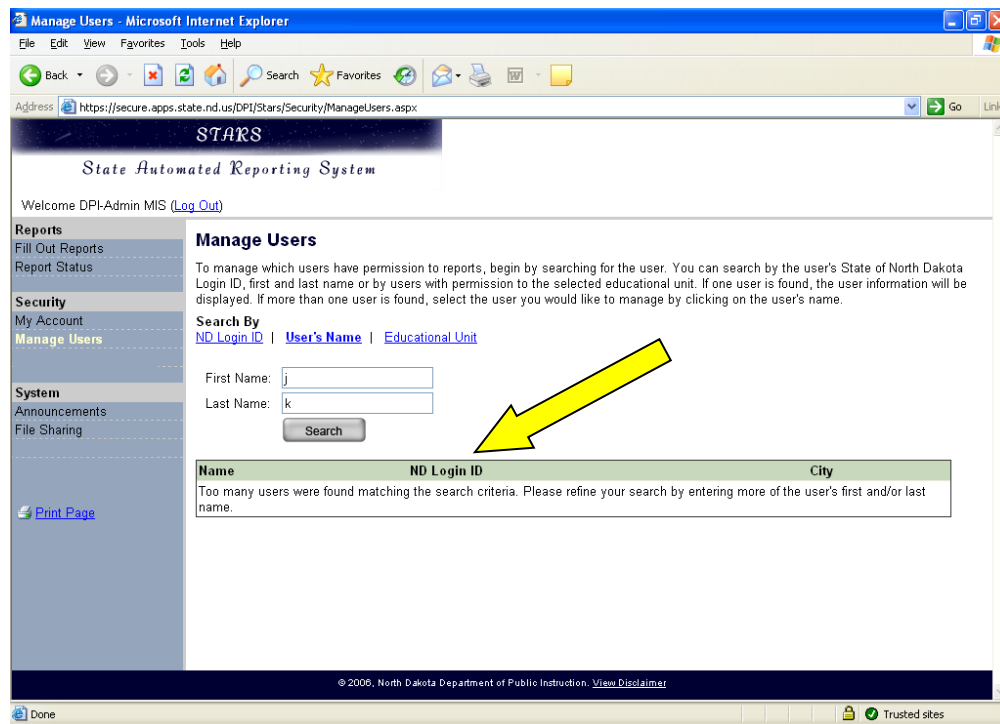 Manage Users - Microsoft Internet Explorer
File Edit View Favorites Tools Help
Back Search Favorites
Address https://secure.apps.state.nd.us/DPI/Stars/Security/ManageUsers.aspx Go Link
STARS
State Automated Reporting System
Welcome DPI-Admin MIS (Log Out)
Reports
Fill Out Reports
Report Status
Security
My Account
Manage Users
System
Announcements
File Sharing
Print Page
Manage Users
To manage which users have permission to reports, begin by searching for the user. You can search by the user's State of North Dakota
Login ID, first and last name or by users with permission to the selected educational unit. If one user is found, the user information will be
displayed. If more than one user is found, select the user you would like to manage by clicking on the user's name.
Search By
ND Login ID | User's Name | Educational Unit
First Name: j
Last Name: k
Search
Name ND Login ID City
Too many users were found matching the search criteria. Please refine your search by entering more of the user's first and/or last
name.
© 2006, North Dakota Department of Public Instruction. View Disclaimer
Done Trusted sites